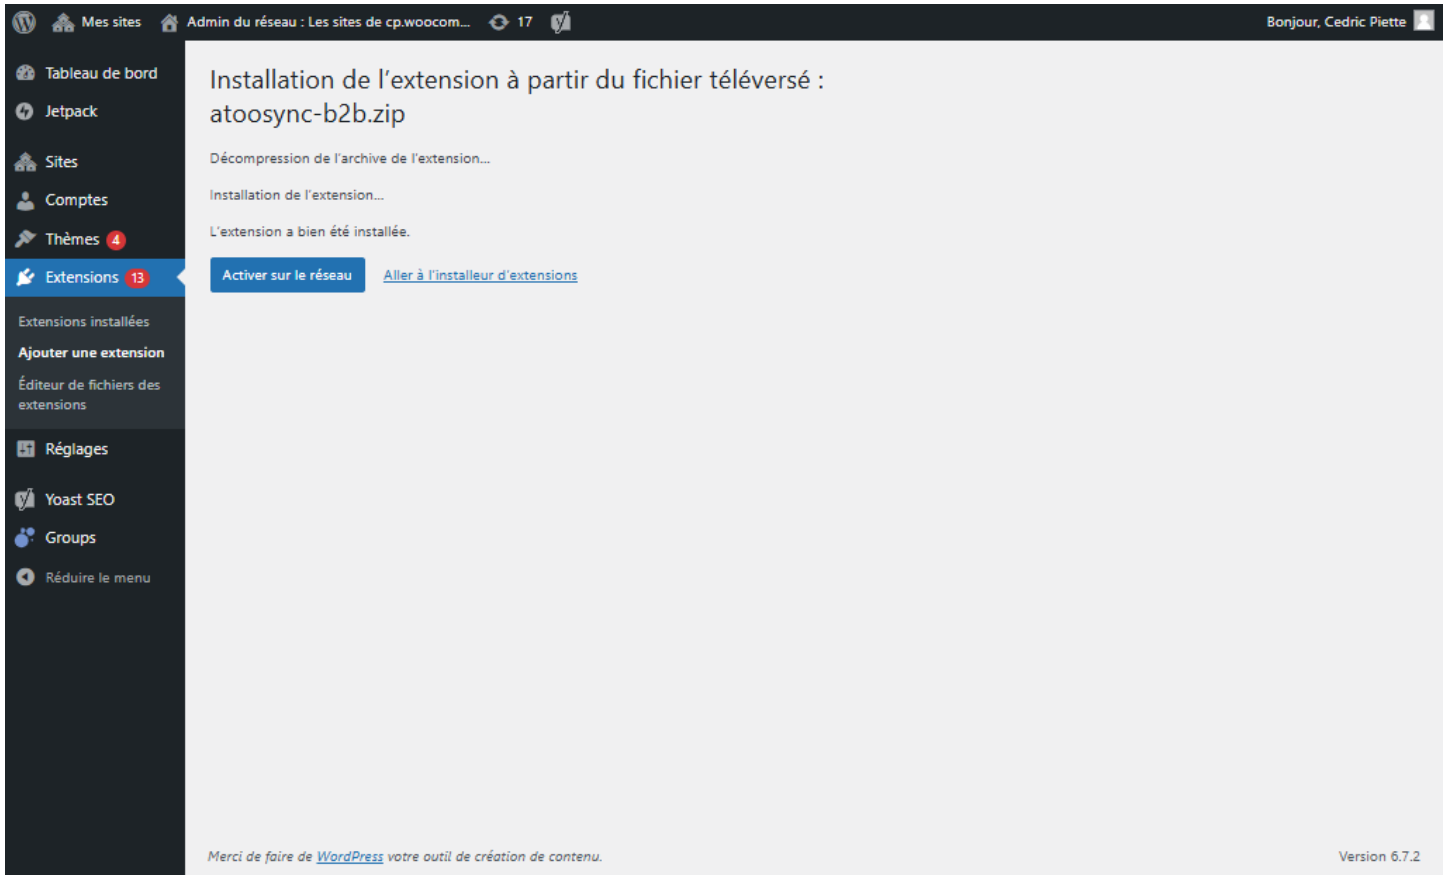 Mes sites Admin du réseau : Les sites de cp.woocom... 17 Bonjour, Cedric Piette
Tableau de bord
Jetpack
Sites
Comptes
Thèmes 4
Extensions 13
Extensions installées
Ajouter une extension
Éditeur de fichiers des
extensions
Réglages
Yoast SEO
Groups
Réduire le menu
Installation de l’extension à partir du fichier téléversé :
atoosync-b2b.zip
Décompression de l’archive de l’extension...
Installation de l’extension...
L’extension a bien été installée.
Activer sur le réseau Aller à l’installeur d’extensions
Merci de faire de WordPress votre outil de création de contenu. Version 6.7.2